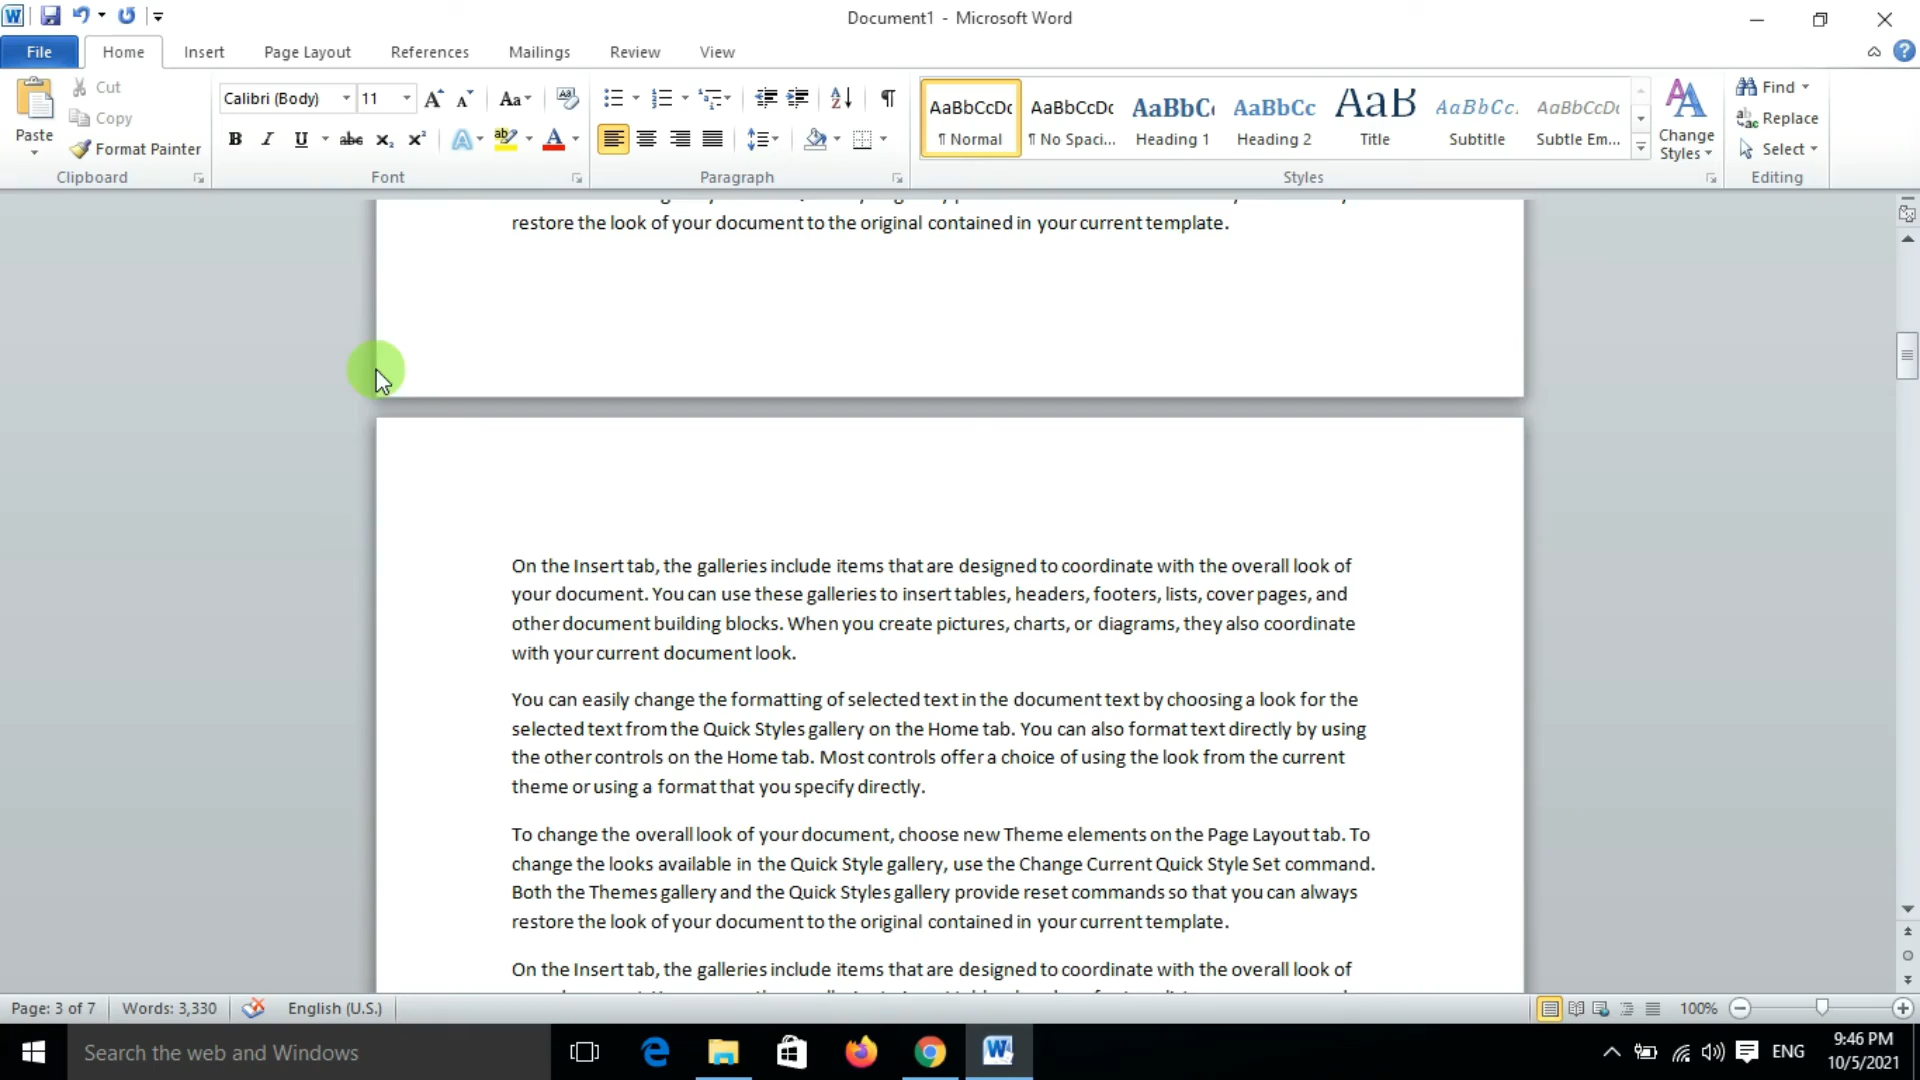 Document1 - Microsoft Word
File Home Insert Page Layout References Mailings Review View
Cut
Copy
Paste
Format Painter
Clipboard
Calibri (Body) 11
Font
Paragraph
AaBbCcDc AaBbCcDc AaBbC AaBbCc AaB AaBbCc. AaBbCcDc
¶ Normal ¶ No Spaci... Heading 1 Heading 2 Title Subtitle Subtle Em...
Change
Styles
Styles
Find
Replace
Select
Editing
restore the look of your document to the original contained in your current template.
On the Insert tab, the galleries include items that are designed to coordinate with the overall look of
your document. You can use these galleries to insert tables, headers, footers, lists, cover pages, and
other document building blocks. When you create pictures, charts, or diagrams, they also coordinate
with your current document look.
You can easily change the formatting of selected text in the document text by choosing a look for the
selected text from the Quick Styles gallery on the Home tab. You can also format text directly by using
the other controls on the Home tab. Most controls offer a choice of using the look from the current
theme or using a format that you specify directly.
To change the overall look of your document, choose new Theme elements on the Page Layout tab. To
change the looks available in the Quick Style gallery, use the Change Current Quick Style Set command.
Both the Themes gallery and the Quick Styles gallery provide reset commands so that you can always
restore the look of your document to the original contained in your current template.
On the Insert tab, the galleries include items that are designed to coordinate with the overall look of
Page: 3 of 7 Words: 3,330 English (U.S.) 100%
Search the web and Windows
ENG
9:46 PM
10/5/2021